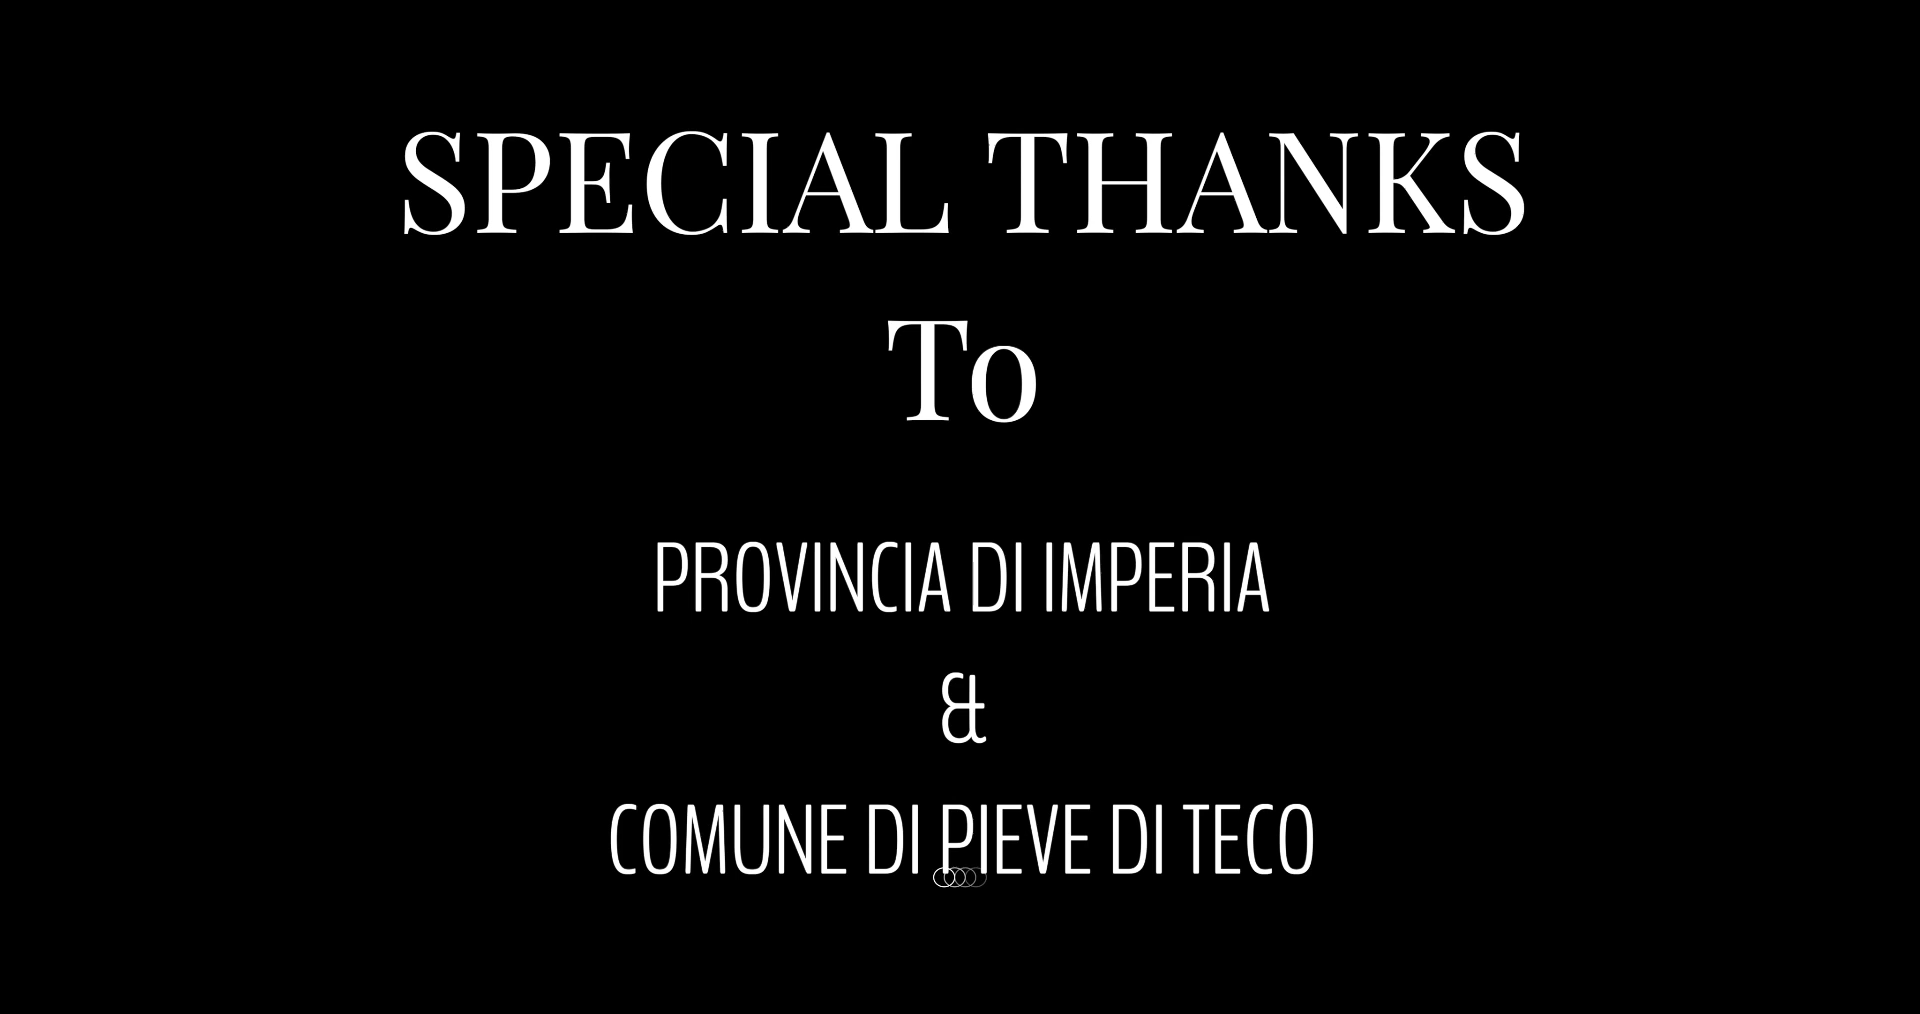 SPECIAL THANKS
To
PROVINCIA DI IMPERIA
&
COMUNE DI PIEVE DI TECO